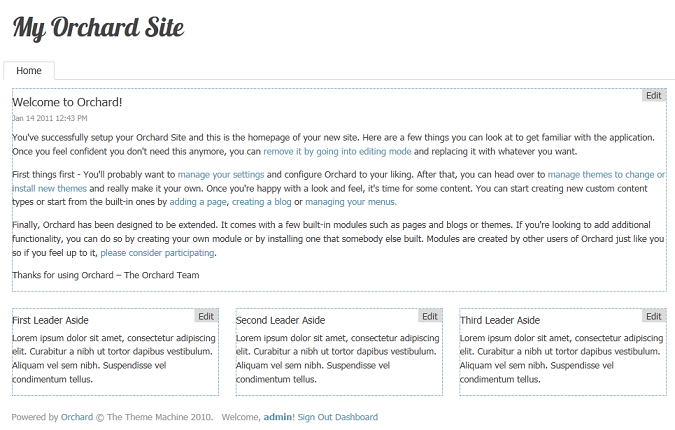 My Orchard Site
Home
Edit
Welcome to Orchard!
Jan 14 2011 12:43 PM
You've successfully setup your Orchard Site and this is the homepage of your new site. Here are a few things you can look at to get familiar with the application.
Once you feel confident you don't need this anymore, you can remove it by going into editing mode and replacing it with whatever you want.
First things first - You'll probably want to manage your settings and configure Orchard to your liking. After that, you can head over to manage themes to change or
install new themes and really make it your own. Once you're happy with a look and feel, it's time for some content. You can start creating new custom content
types or start from the built-in ones by adding a page, creating a blog or managing your menus.
Finally, Orchard has been designed to be extended. It comes with a few built-in modules such as pages and blogs or themes. If you're looking to add additional
functionality, you can do so by creating your own module or by installing one that somebody else built. Modules are created by other users of Orchard just like you
so if you feel up to it, please consider participating.
Thanks for using Orchard – The Orchard Team
Edit
First Leader Aside
Lorem ipsum dolor sit amet, consectetur adipiscing
elit. Curabitur a nibh ut tortor dapibus vestibulum.
Aliquam vel sem nibh. Suspendisse vel
condimentum tellus.
Edit
Second Leader Aside
Lorem ipsum dolor sit amet, consectetur adipiscing
elit. Curabitur a nibh ut tortor dapibus vestibulum.
Aliquam vel sem nibh. Suspendisse vel
condimentum tellus.
Edit
Third Leader Aside
Lorem ipsum dolor sit amet, consectetur adipiscing
elit. Curabitur a nibh ut tortor dapibus vestibulum.
Aliquam vel sem nibh. Suspendisse vel
condimentum tellus.
Powered by Orchard © The Theme Machine 2010. Welcome, admin! Sign Out Dashboard